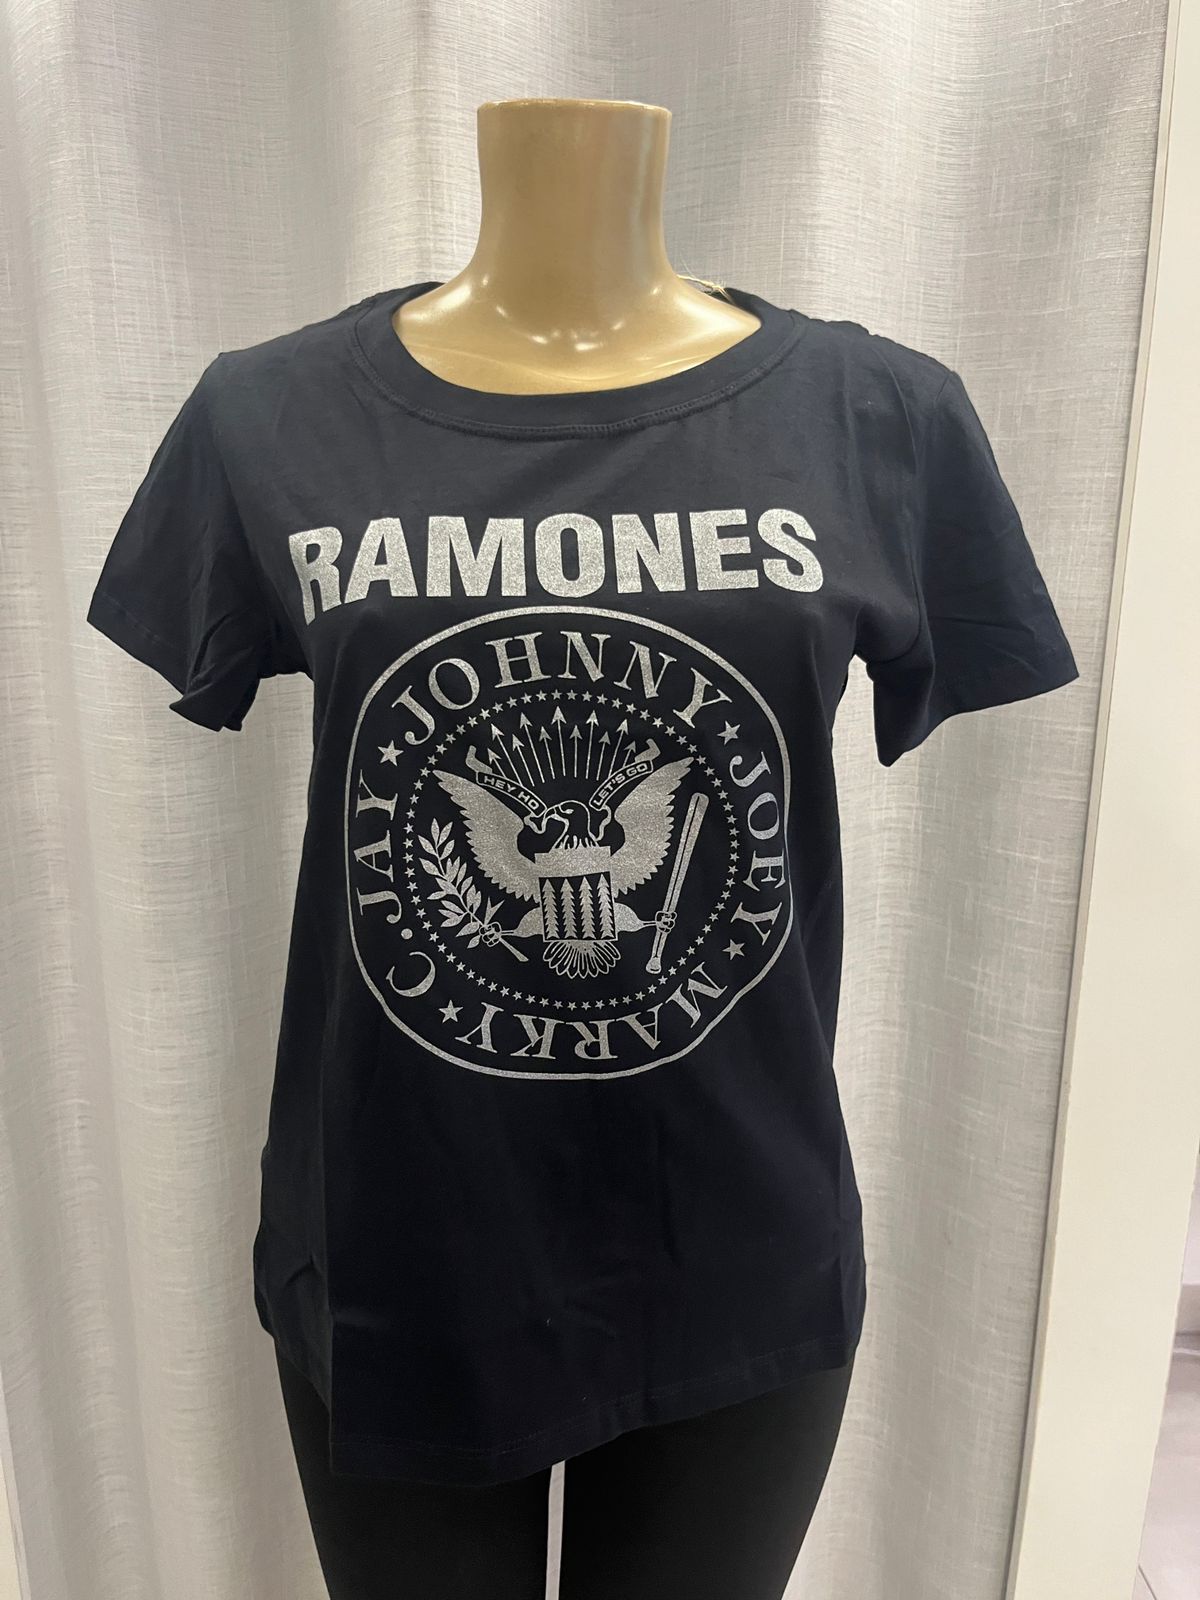 RAMONES
JOHNNY ★ JOEY ★ MARKY ★ C.JAY ★
HEY HO
LET'S GO